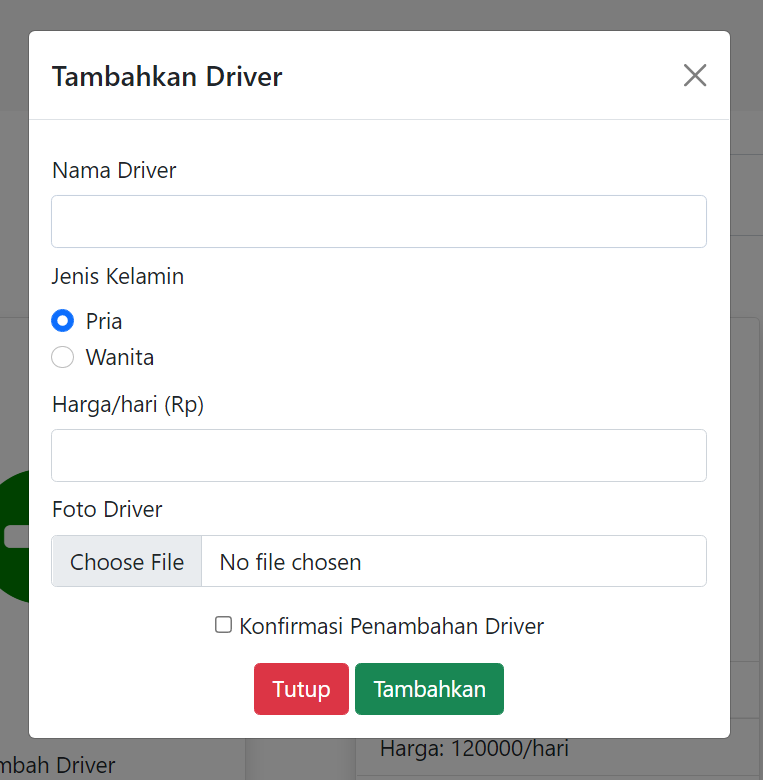 Tambahkan Driver
Nama Driver
Jenis Kelamin
Pria
Wanita
Harga/hari (Rp)
Foto Driver
Choose File No file chosen
Konfirmasi Penambahan Driver
Tutup Tambahkan
Harga: 120000/hari
mbah Driver